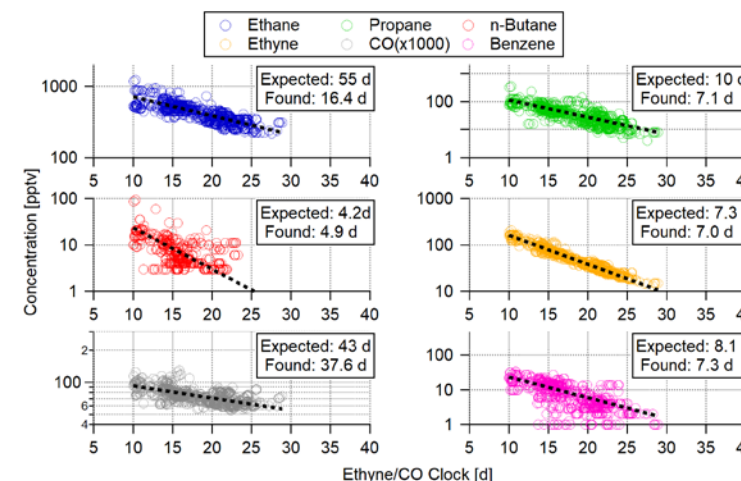 Ethane Propane n-Butane
Ethyne CO(x1000) Benzene
Concentration [pptv]
1000
100
Expected: 55 d
Found: 16.4 d
5 10 15 20 25 30 35 40
100
10
Expected: 10 d
Found: 7.1 d
5 10 15 20 25 30 35 40
100
10
1
Expected: 4.2d
Found: 4.9 d
5 10 15 20 25 30 35 40
1000
100
10
Expected: 7.3
Found: 7.0 d
5 10 15 20 25 30 35 40
2
100
6
4
Expected: 43 d
Found: 37.6 d
5 10 15 20 25 30 35 40
100
10
1
Expected: 8.1
Found: 7.3 d
5 10 15 20 25 30 35
Ethyne/CO Clock [d]